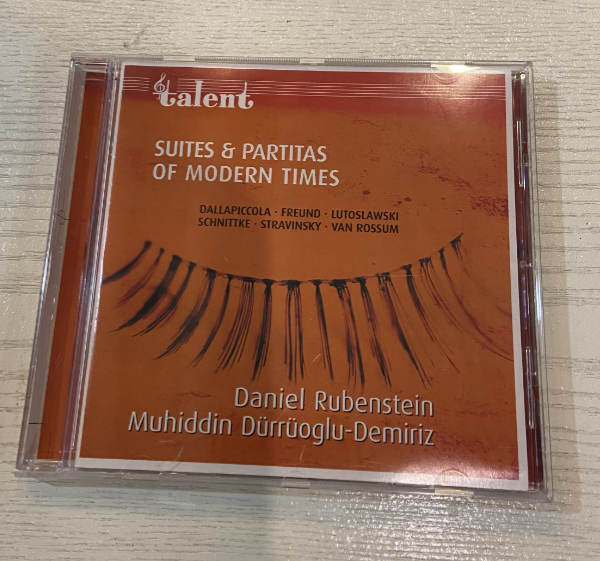 talent
SUITES & PARTITAS
OF MODERN TIMES
DALLAPICCOLA · FREUND · LUTOSLAWSKI
SCHNITTKE · STRAVINSKY · VAN ROSSUM
Daniel Rubenstein
Muhiddin Dürrüoglu-Demiriz